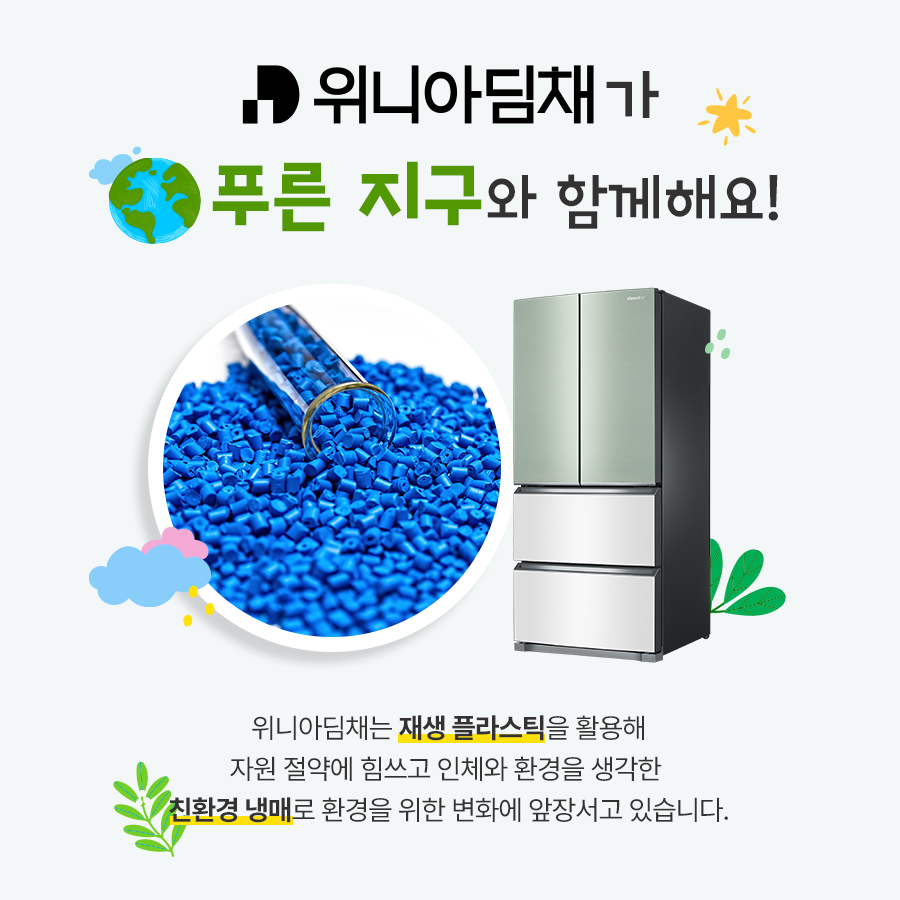 위니아딤채가
푸른 지구와 함께해요!
위니아딤채는 재생 플라스틱을 활용해
자원 절약에 힘쓰고 인체와 환경을 생각한
친환경 냉매로 환경을 위한 변화에 앞장서고 있습니다.